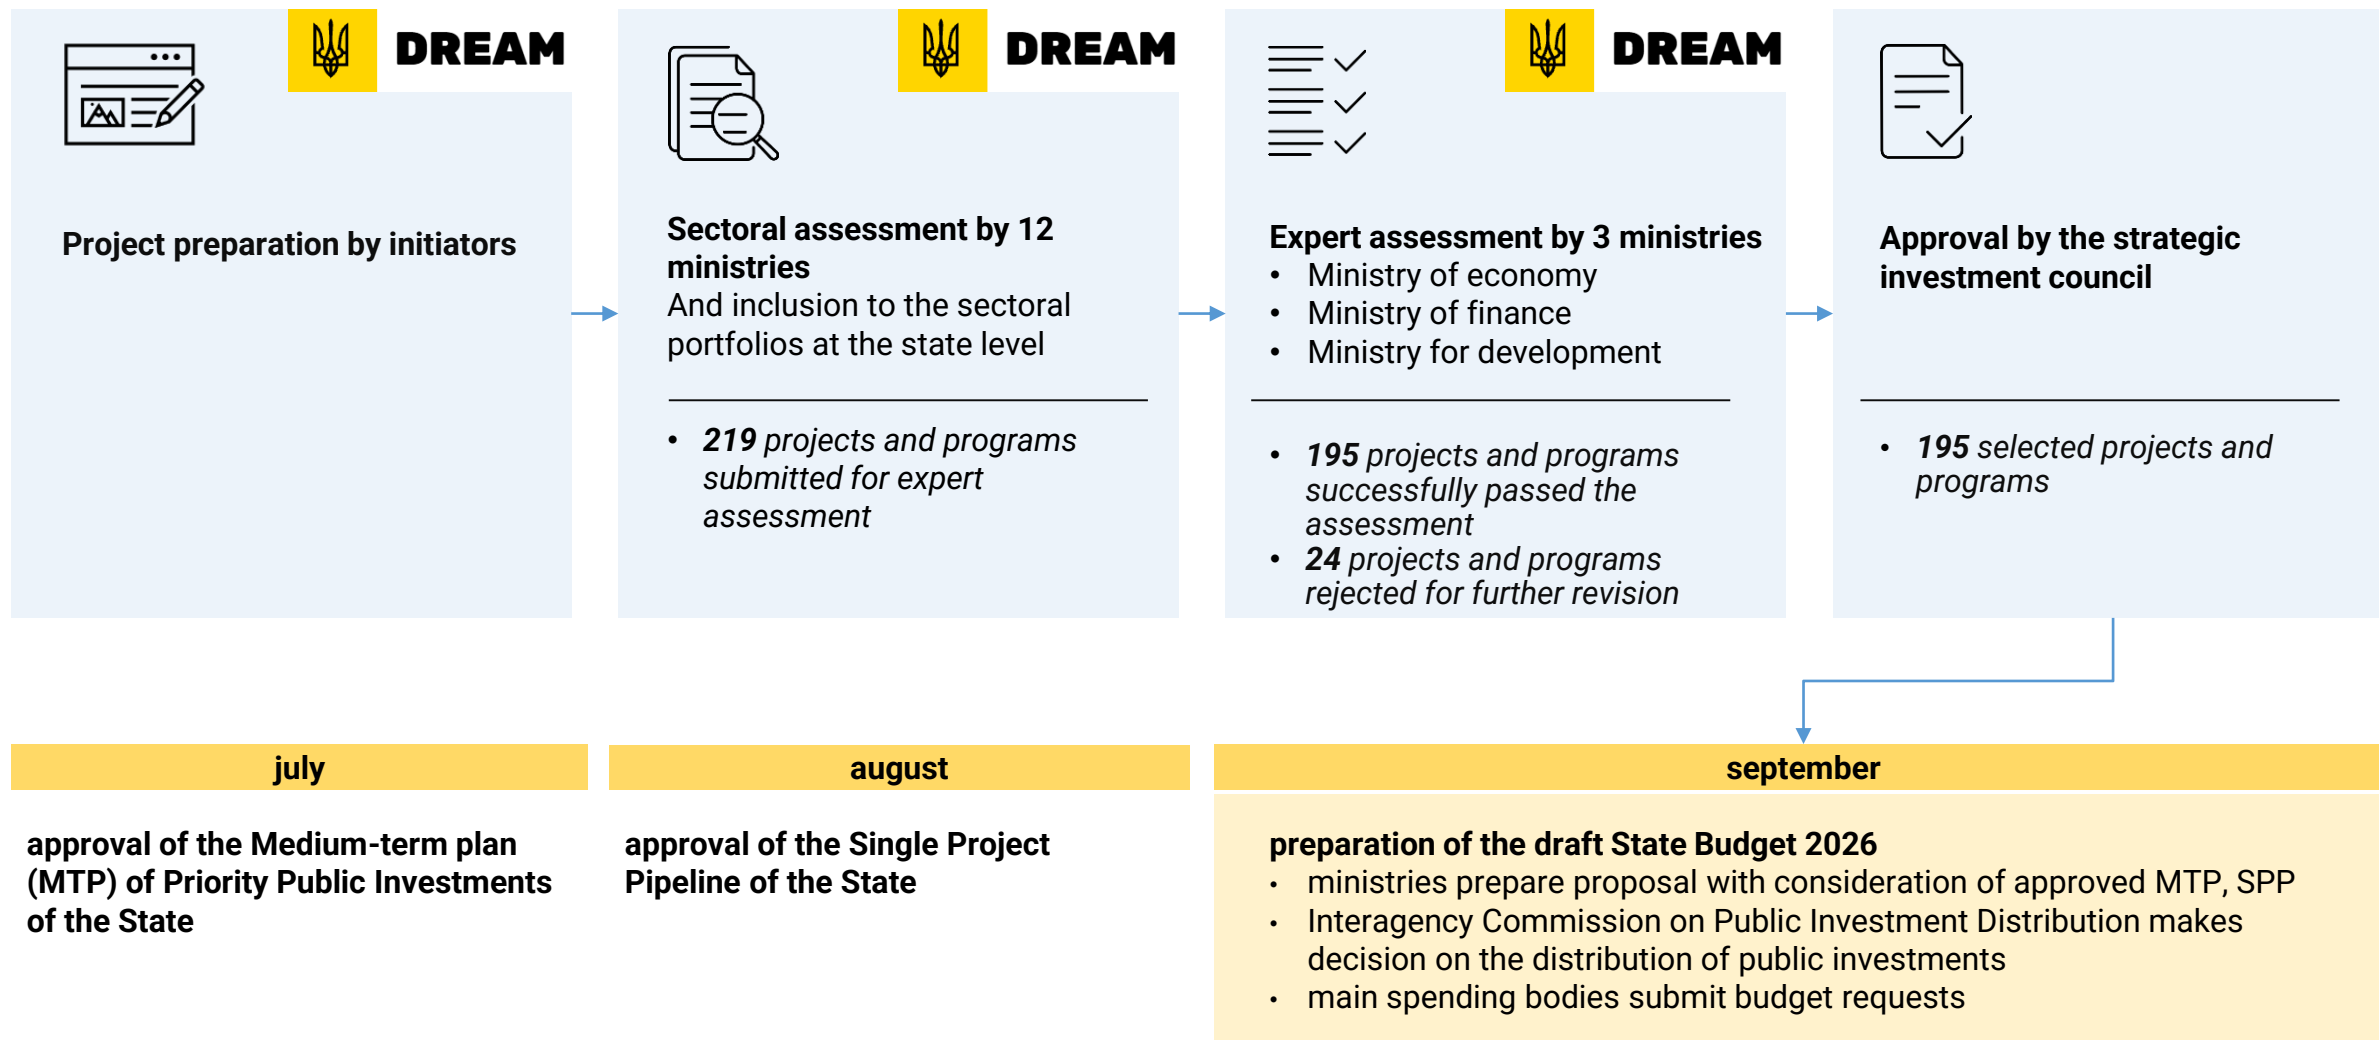 DREAM
Project preparation by initiators
DREAM
Sectoral assessment by 12
ministries
And inclusion to the sectoral
portfolios at the state level
• 219 projects and programs
submitted for expert
assessment
DREAM
Expert assessment by 3 ministries
• Ministry of economy
• Ministry of finance
• Ministry for development
• 195 projects and programs
successfully passed the
assessment
• 24 projects and programs
rejected for further revision
Approval by the strategic
investment council
• 195 selected projects and
programs
july
approval of the Medium-term plan
(MTP) of Priority Public Investments
of the State
august
approval of the Single Project
Pipeline of the State
september
preparation of the draft State Budget 2026
• ministries prepare proposal with consideration of approved MTP, SPP
• Interagency Commission on Public Investment Distribution makes
decision on the distribution of public investments
• main spending bodies submit budget requests